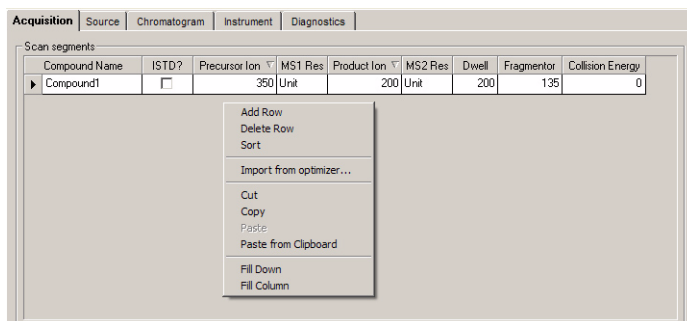 Acquisition Source Chromatogram Instrument Diagnostics
Scan segments
Compound Name ISTD? Precursor Ion MS1 Res Product Ion MS2 Res Dwell Fragmentor Collision Energy
Compound1 350 Unit 200 Unit 200 135 0
Add Row
Delete Row
Sort
Import from optimizer...
Cut
Copy
Paste
Paste from Clipboard
Fill Down
Fill Column